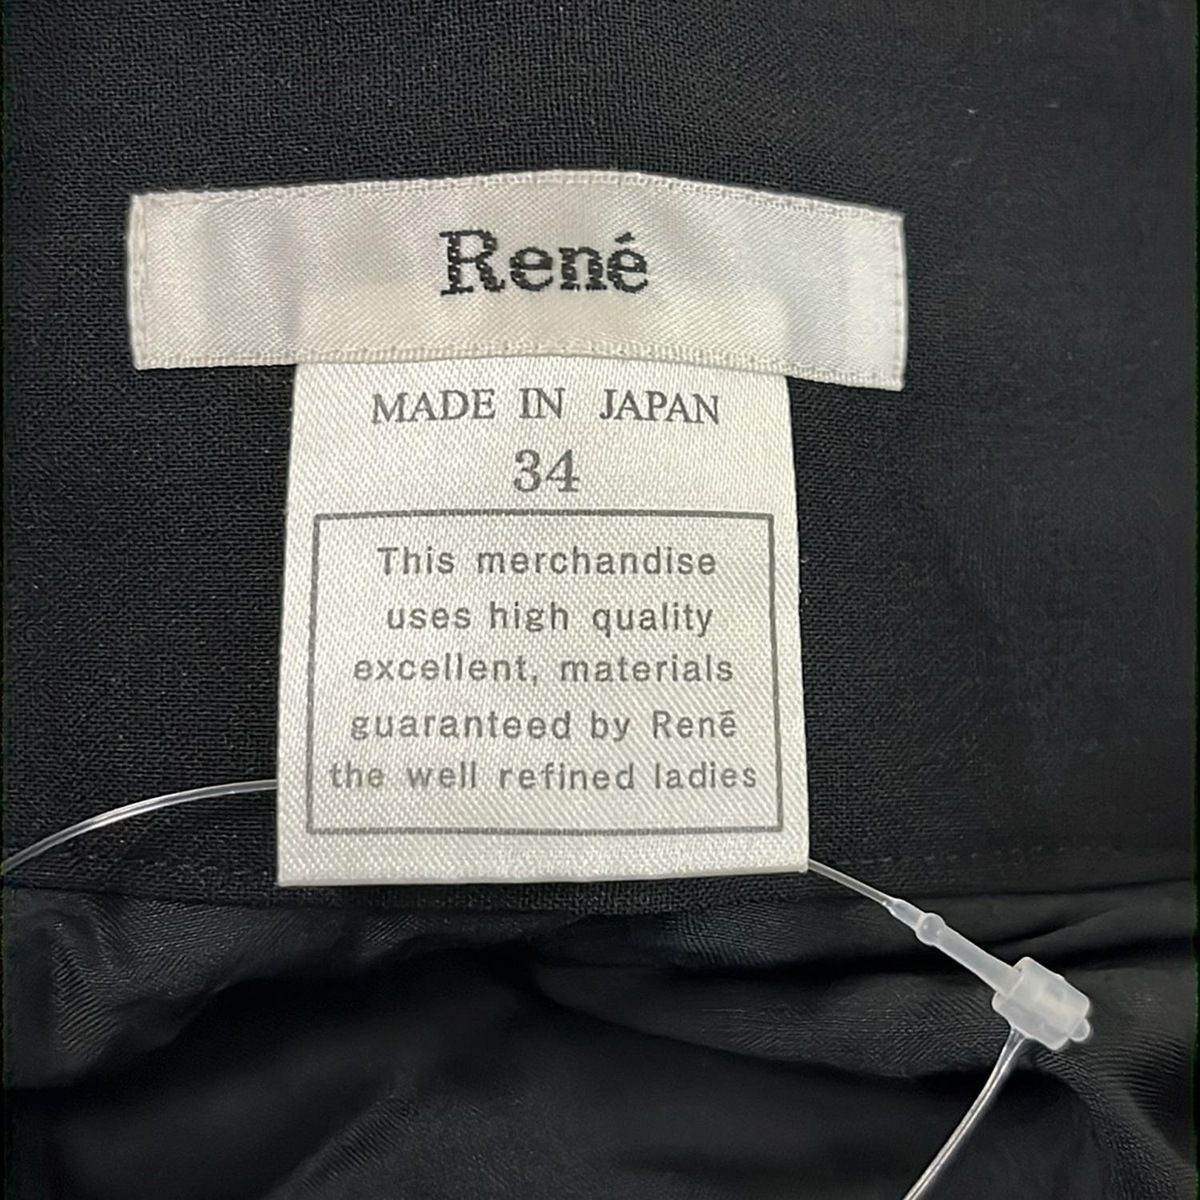 René
MADE IN JAPAN
34
This merchandise
uses high quality
excellent, materials
guaranteed by Renē
the well refined ladies